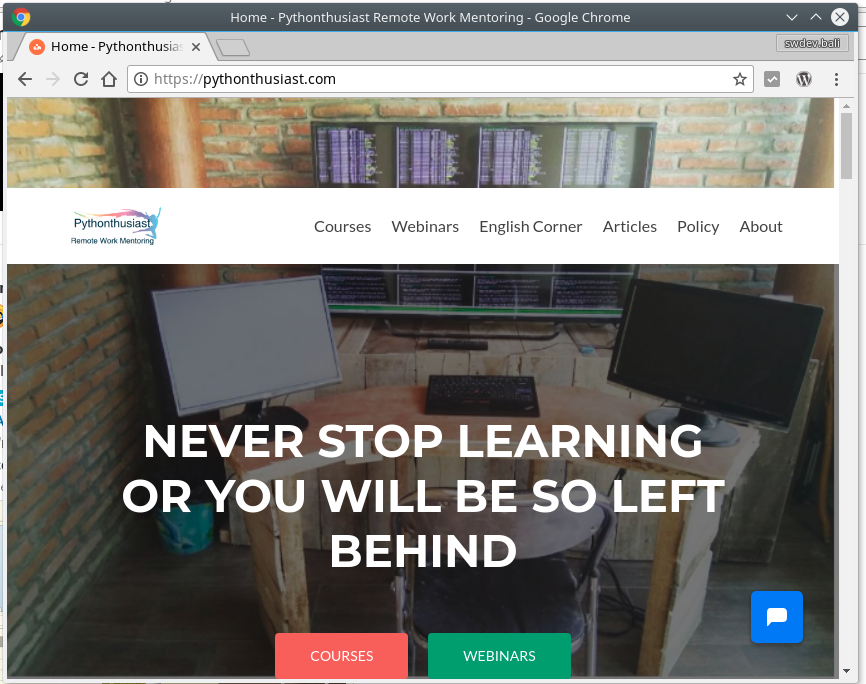 Home - Pythonthusiast Remote Work Mentoring - Google Chrome
Home - Pythonthusias
swdev.bali
https://pythonthusiast.com
Pythonthusiast
Remote Work Mentoring
Courses Webinars English Corner Articles Policy About
NEVER STOP LEARNING
OR YOU WILL BE SO LEFT
BEHIND
COURSES WEBINARS